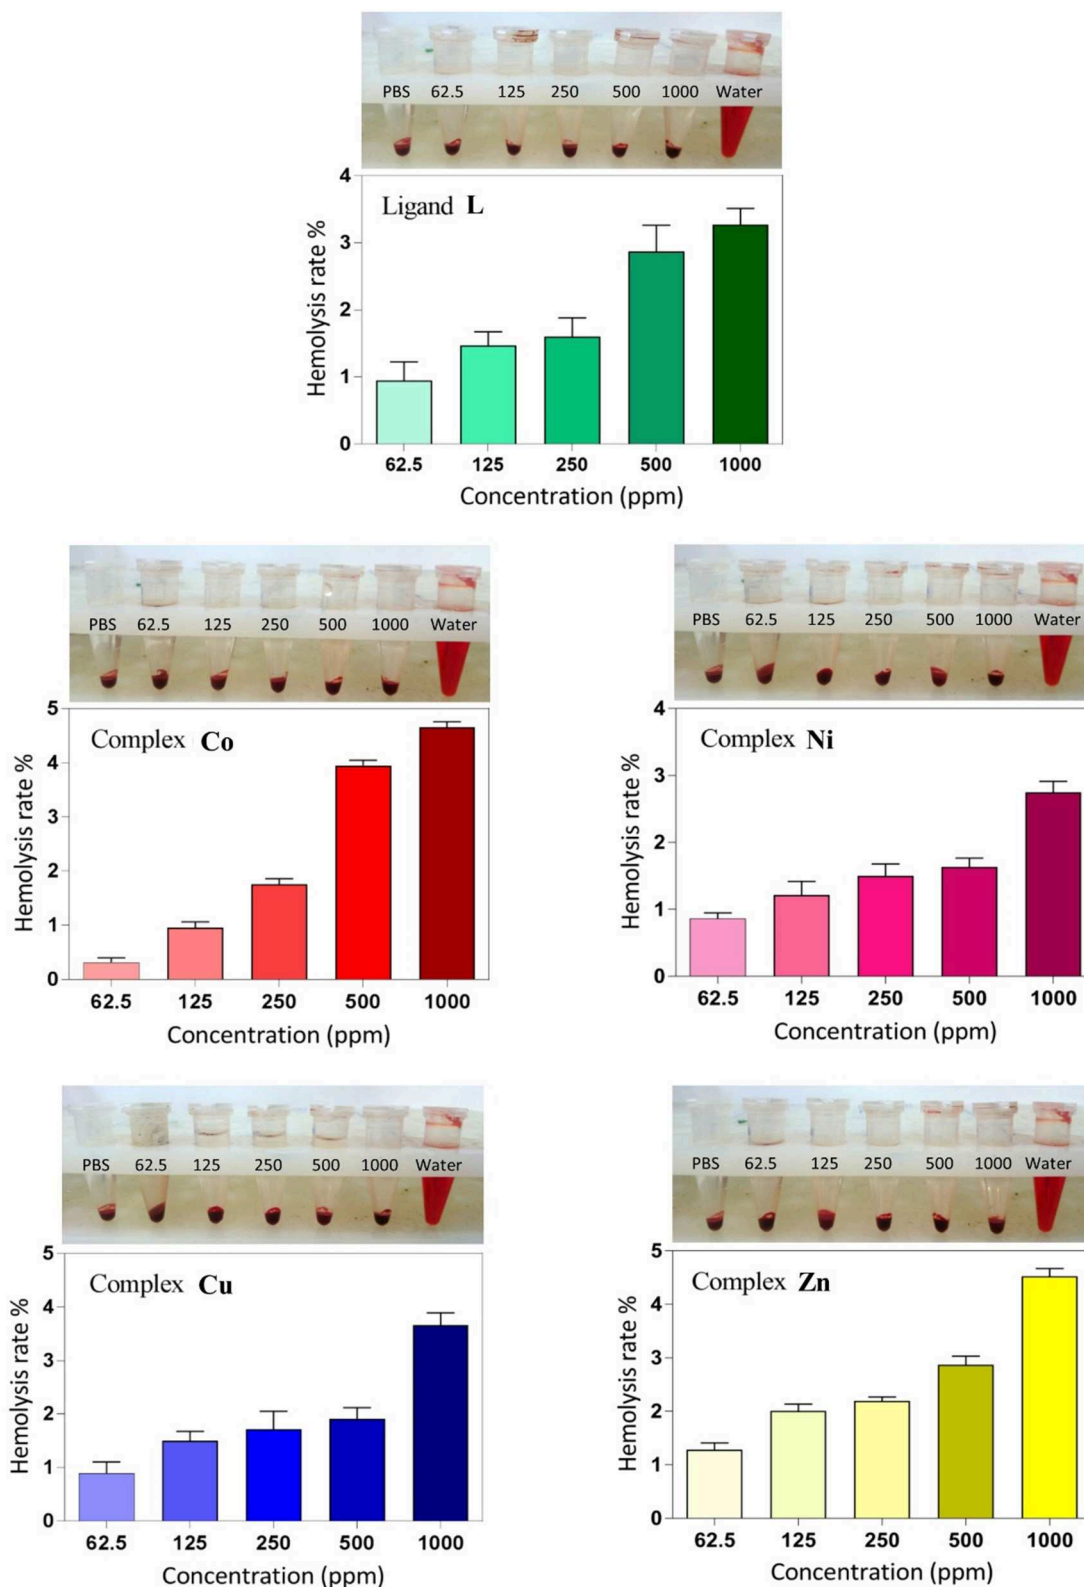 PBS 62.5 125 250 500 1000 Water
Ligand L
Hemolysis rate %
4
3
2
1
0
62.5 125 250 500 1000
Concentration (ppm)
PBS 62.5 125 250 500 1000 Water
Complex Co
Hemolysis rate %
5
4
3
2
1
0
62.5 125 250 500 1000
Concentration (ppm)
PBS 62.5 125 250 500 1000 Water
Complex Ni
Hemolysis rate %
4
3
2
1
0
62.5 125 250 500 1000
Concentration (ppm)
PBS 62.5 125 250 500 1000 Water
Complex Cu
Hemolysis rate %
5
4
3
2
1
0
62.5 125 250 500 1000
Concentration (ppm)
PBS 62.5 125 250 500 1000 Water
Complex Zn
Hemolysis rate %
5
4
3
2
1
0
62.5 125 250 500 1000
Concentration (ppm)